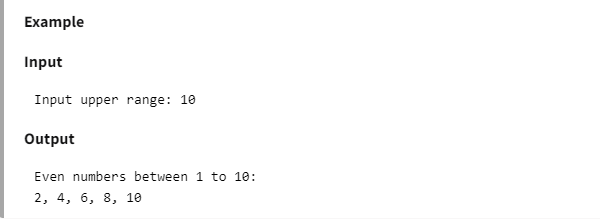 Example
Input
Input upper range: 10
Output
Even numbers between 1 to 10:
2, 4, 6, 8, 10